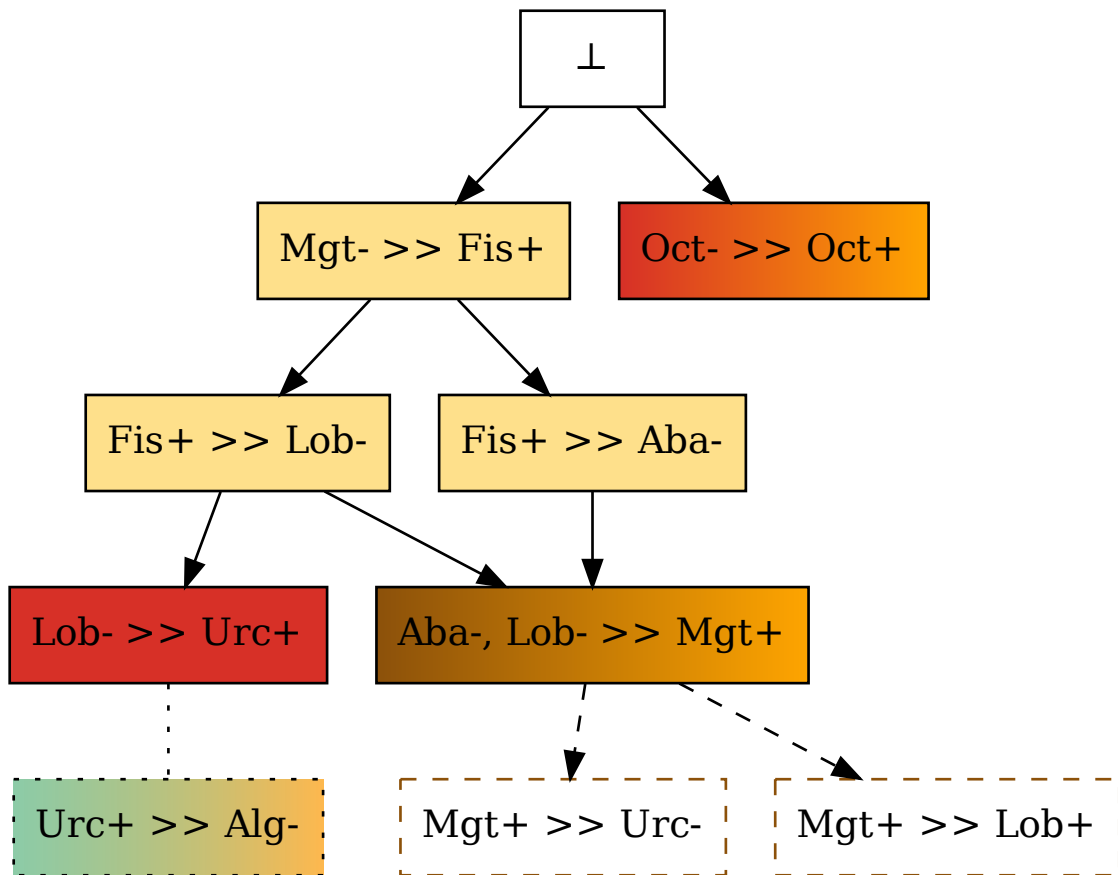 ⊥
Mgt- >> Fis+
Oct- >> Oct+
Fis+ >> Lob-
Fis+ >> Aba-
Lob- >> Urc+
Aba-, Lob- >> Mgt+
Urc+ >> Alg-
Mgt+ >> Urc-
Mgt+ >> Lob+